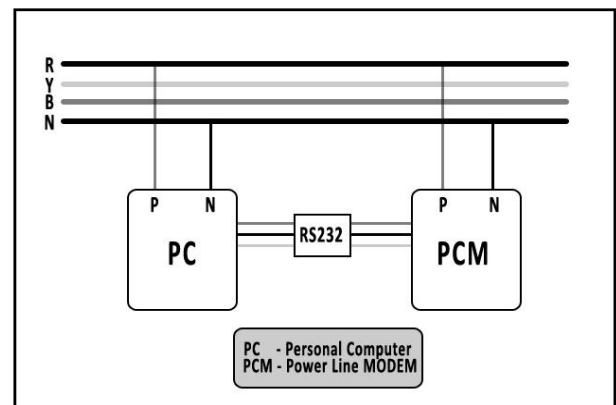 R
Y
B
N
P N
P N
PC
RS232
PCM
PC - Personal Computer
PCM - Power Line MODEM